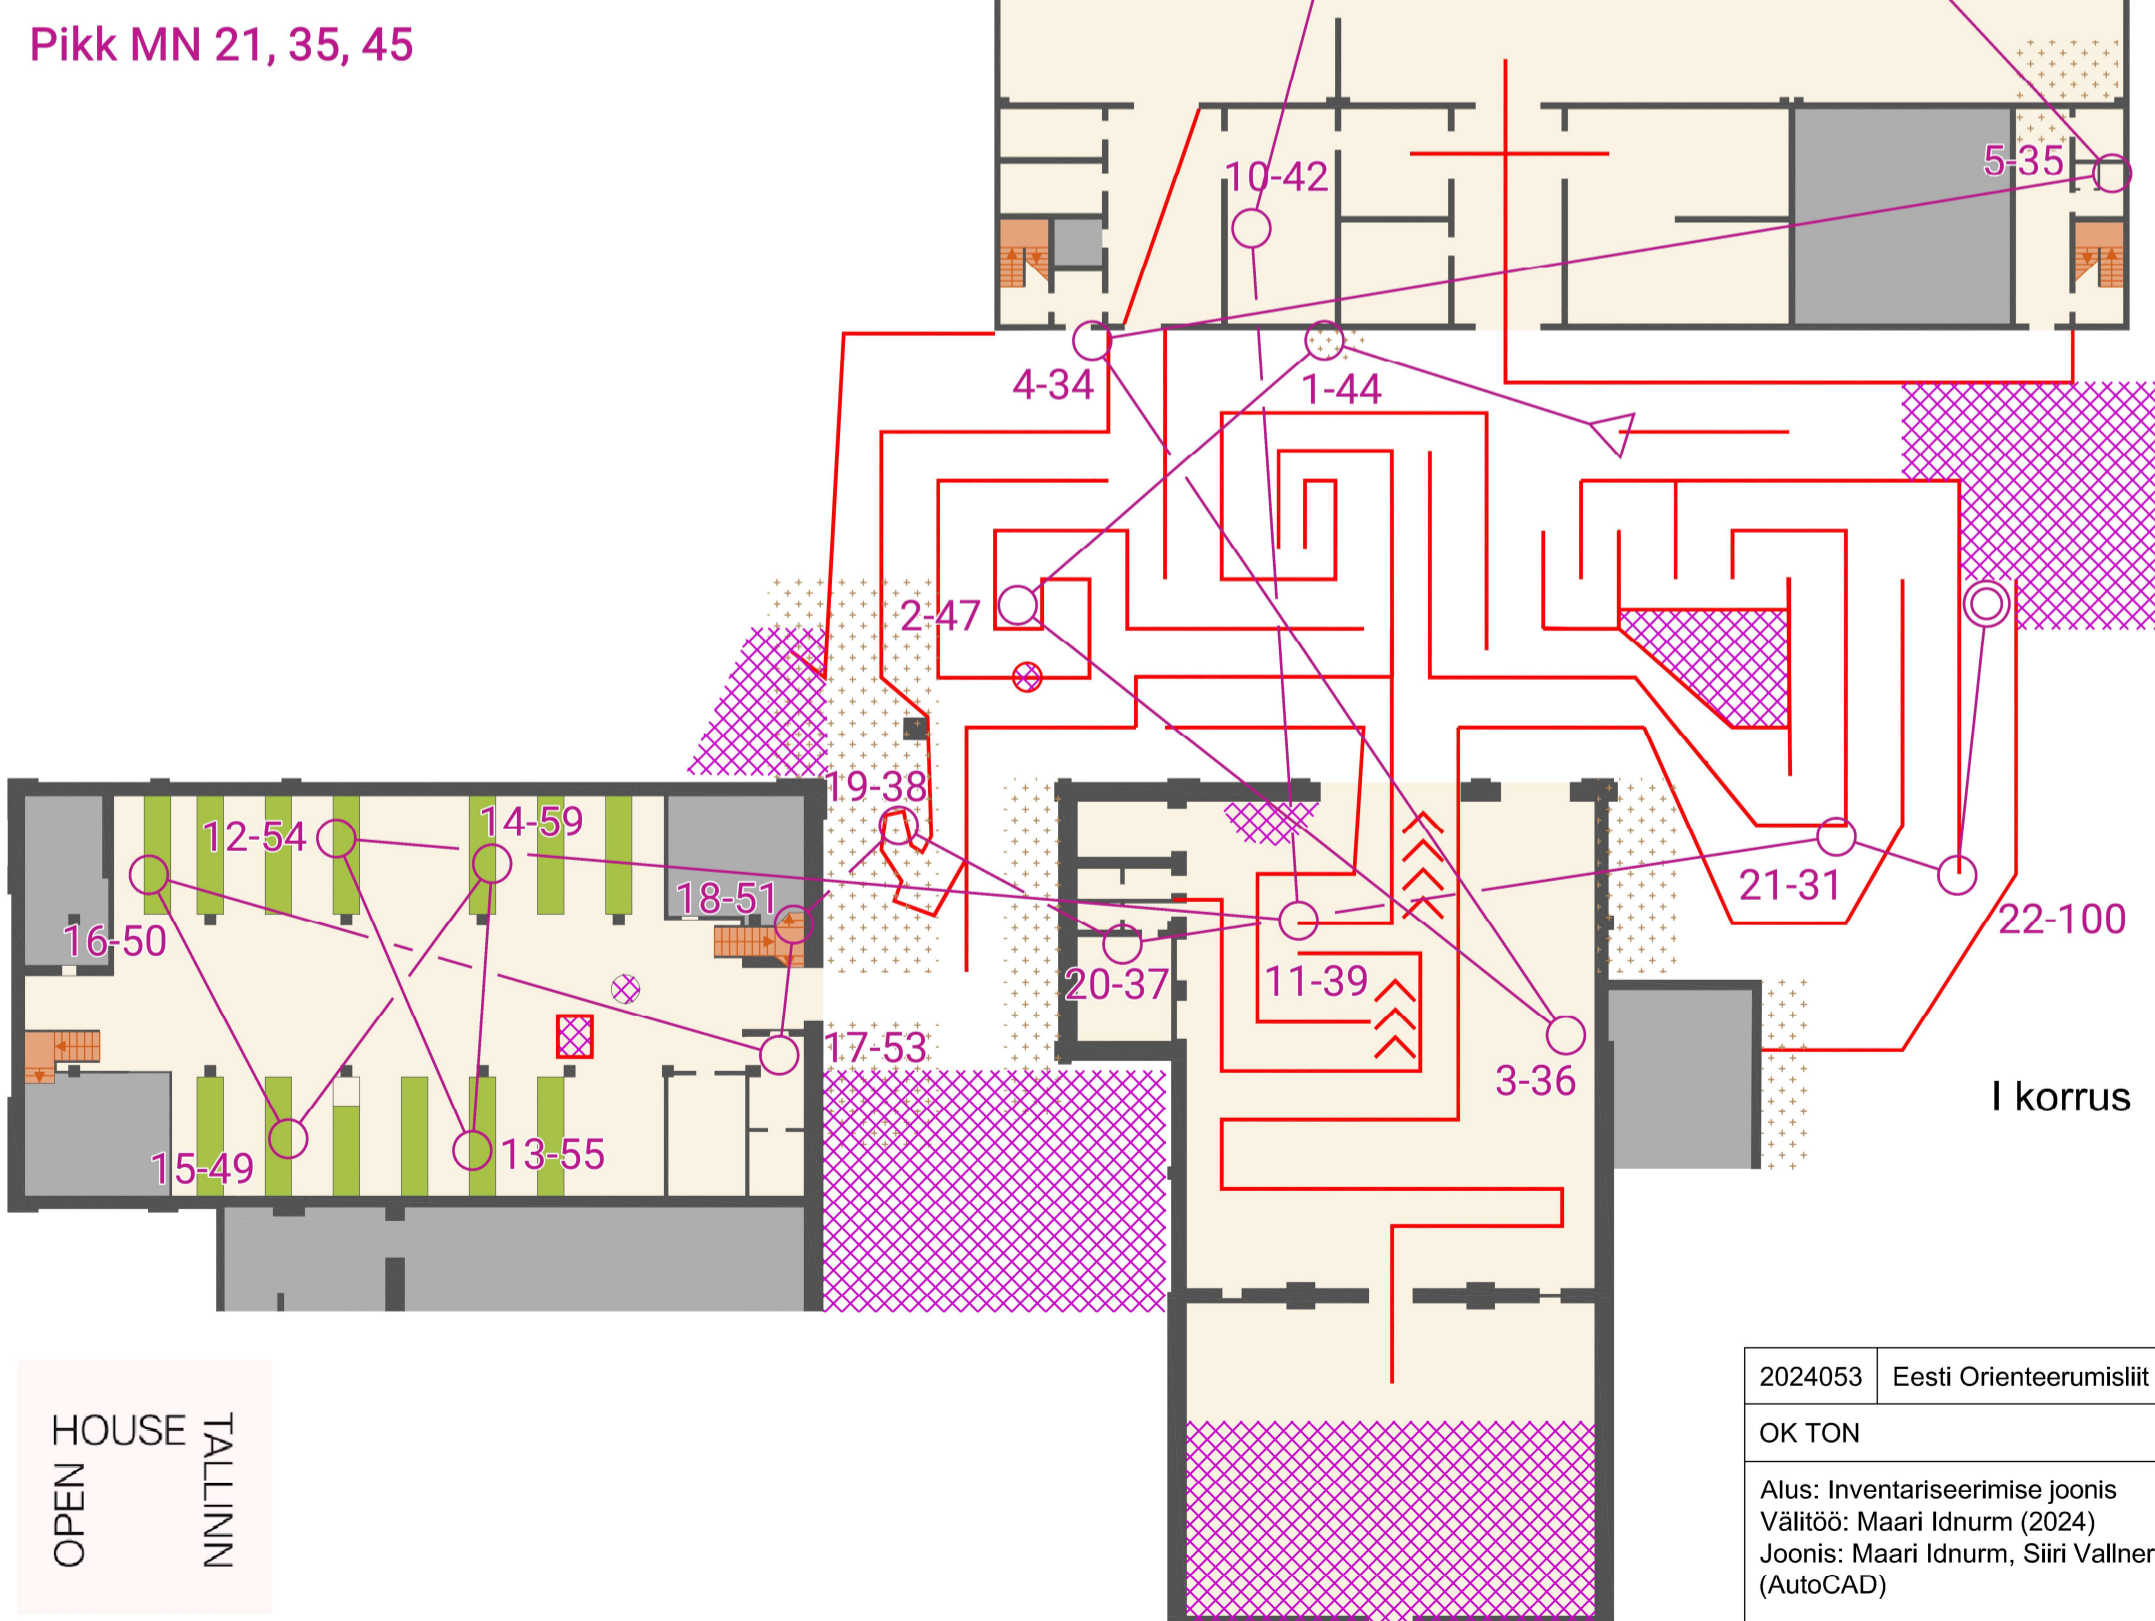 Pikk MN 21, 35, 45
5-35
10-42
4-34
1-44
2-47
19-38
12-54
14-59
18-51
21-31
22-100
16-50
20-37
11-39
17-53
3-36
15-49
13-55
I korrus
OPEN
HOUSE
TALLINN
2024053 Eesti Orienteerumisliit
OK TON
Alus: Inventariseerimise joonis
Välitöö: Maari Idnurm (2024)
Joonis: Maari Idnurm, Siiri Vallner
(AutoCAD)